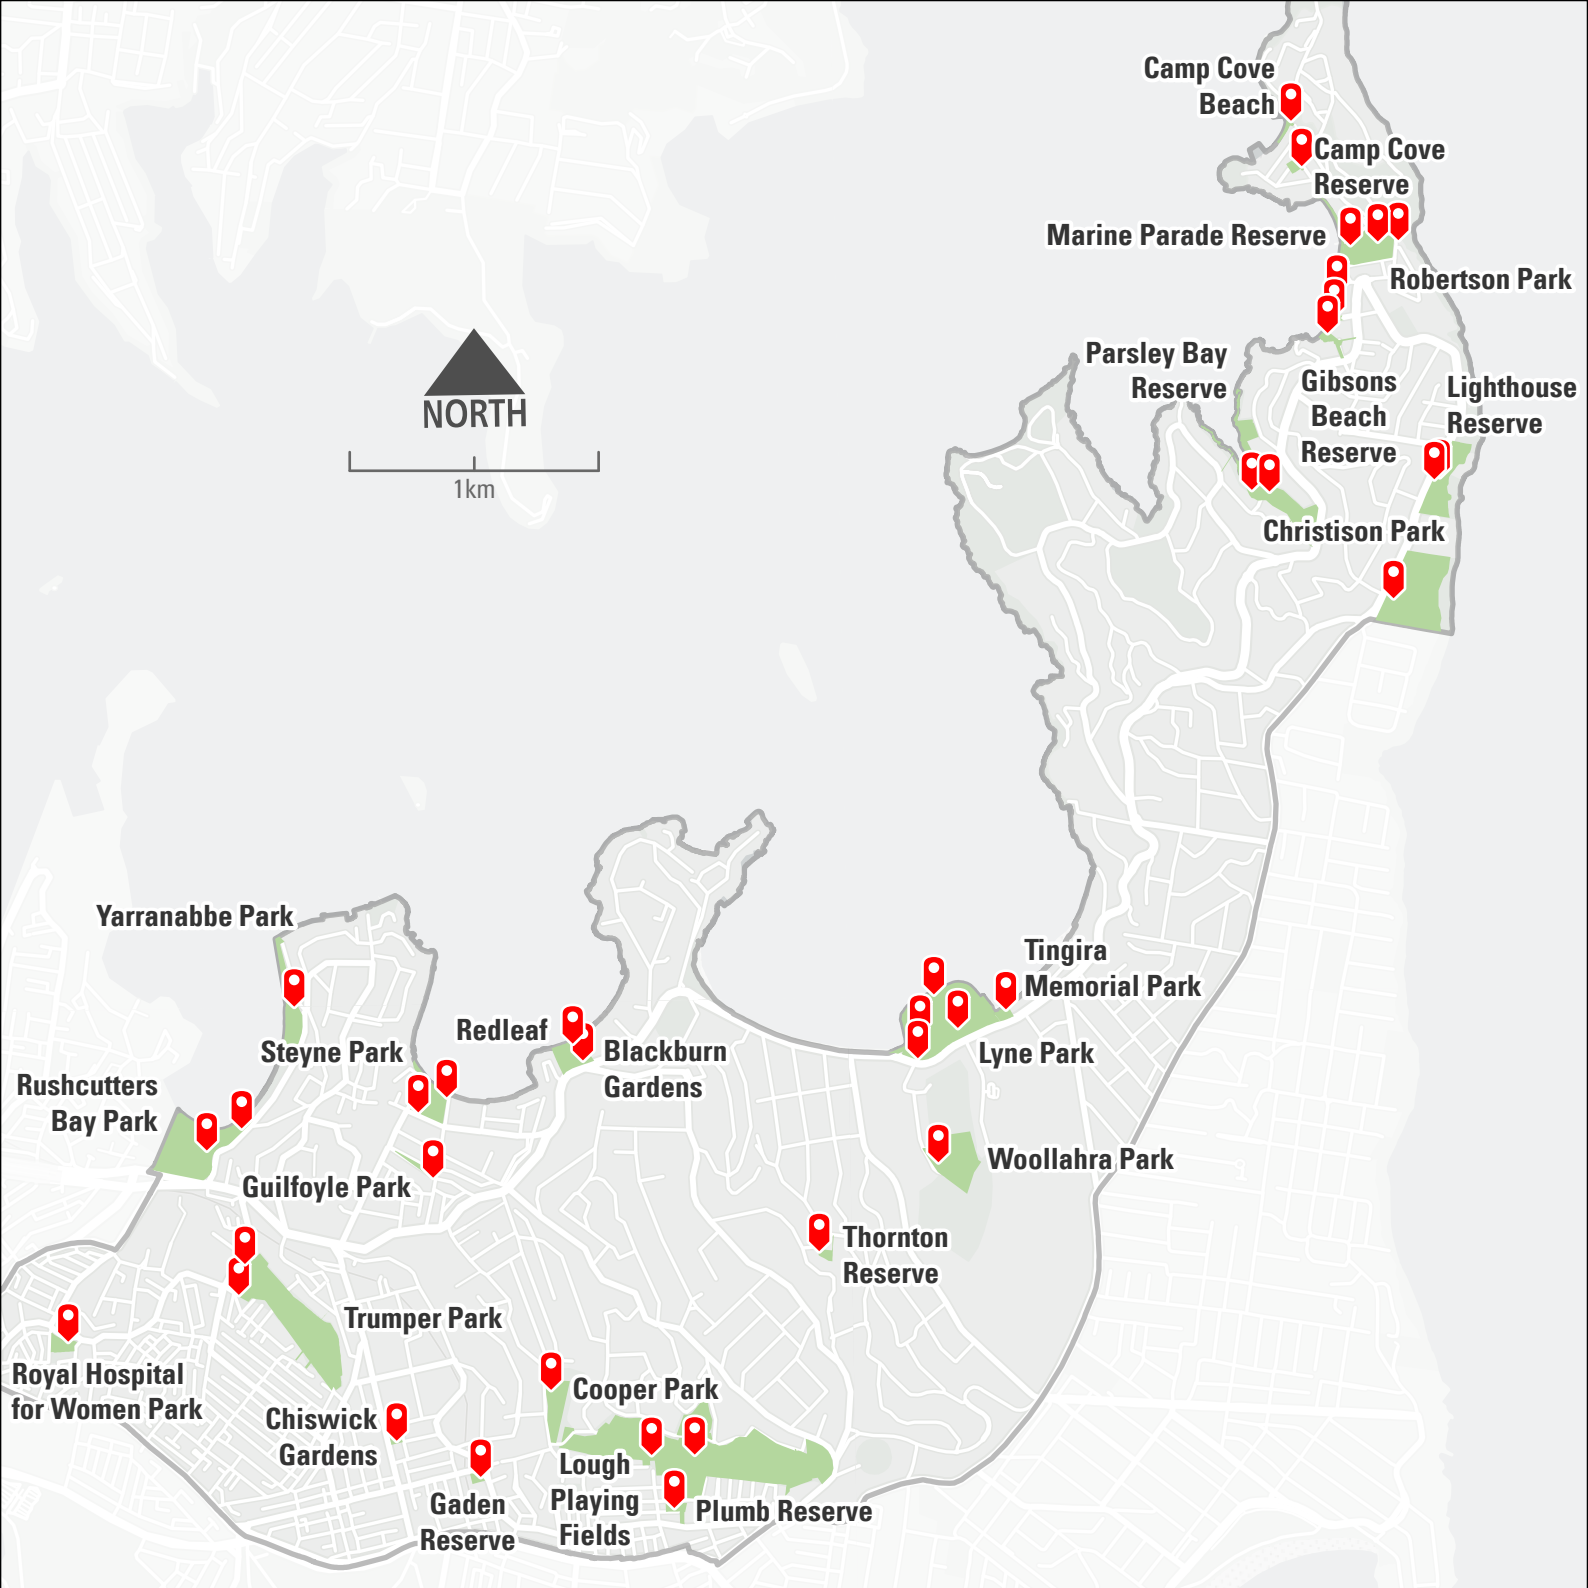 Camp Cove
Beach
Camp Cove
Reserve
Marine Parade Reserve
Robertson Park
Parsley Bay
Reserve
Gibsons
Beach
Reserve
Lighthouse
Reserve
NORTH
1km
Christison Park
Yarranabbe Park
Tingira
Memorial Park
Redleaf
Steyne Park
Blackburn
Gardens
Lyne Park
Rushcutters
Bay Park
Woollahra Park
Guilfoyle Park
Thornton
Reserve
Trumper Park
Royal Hospital
for Women Park
Cooper Park
Chiswick
Gardens
Lough
Playing
Fields
Gaden
Reserve
Plumb Reserve